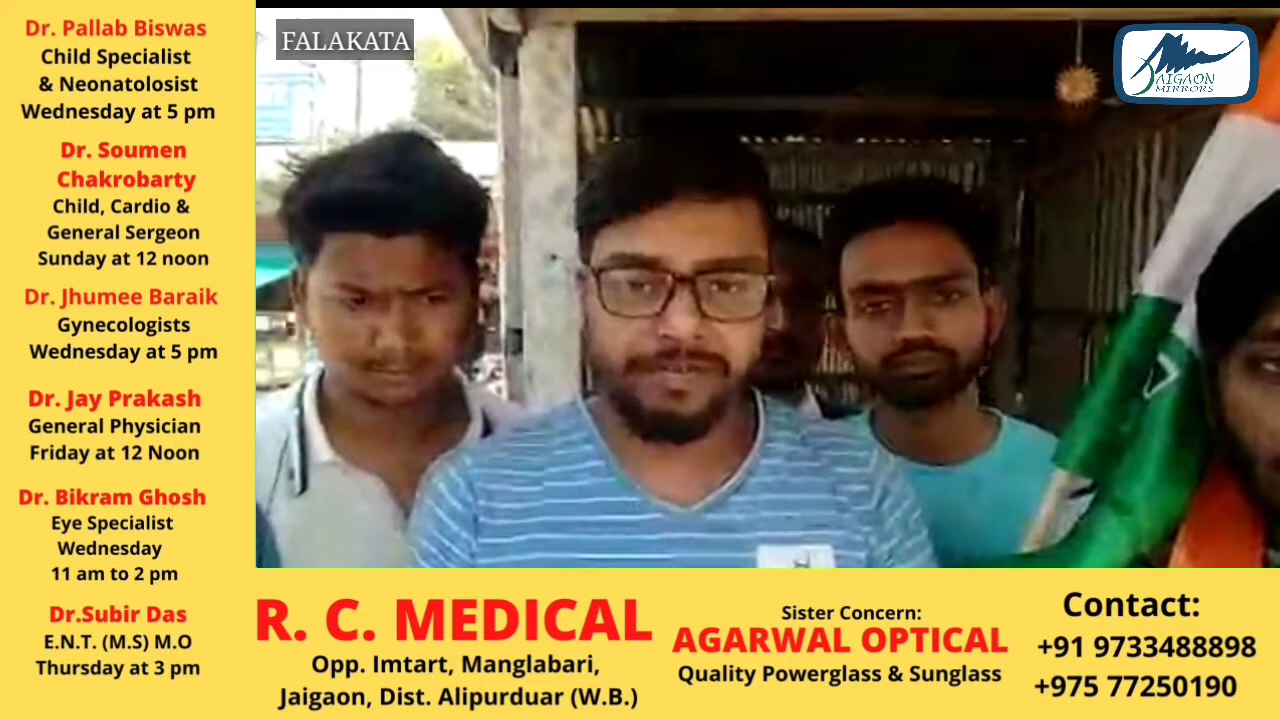 Dr. Pallab Biswas
Child Specialist
& Neonatolosist
Wednesday at 5 pm
Dr. Soumen
Chakrobarty
Child, Cardio &
General Sergeon
Sunday at 12 noon
Dr. Jhumee Baraik
Gynecologists
Wednesday at 5 pm
Dr. Jay Prakash
General Physician
Friday at 12 Noon
Dr. Bikram Ghosh
Eye Specialist
Wednesday
11 am to 2 pm
Dr.Subir Das
E.N.T. (M.S) M.O
Thursday at 3 pm
FALAKATA
JAIGAON
MIRRORS
R. C. MEDICAL
Opp. Imtart, Manglabari,
Jaigaon, Dist. Alipurduar (W.B.)
Sister Concern:
AGARWAL OPTICAL
Quality Powerglass & Sunglass
Contact:
+91 9733488898
+975 77250190